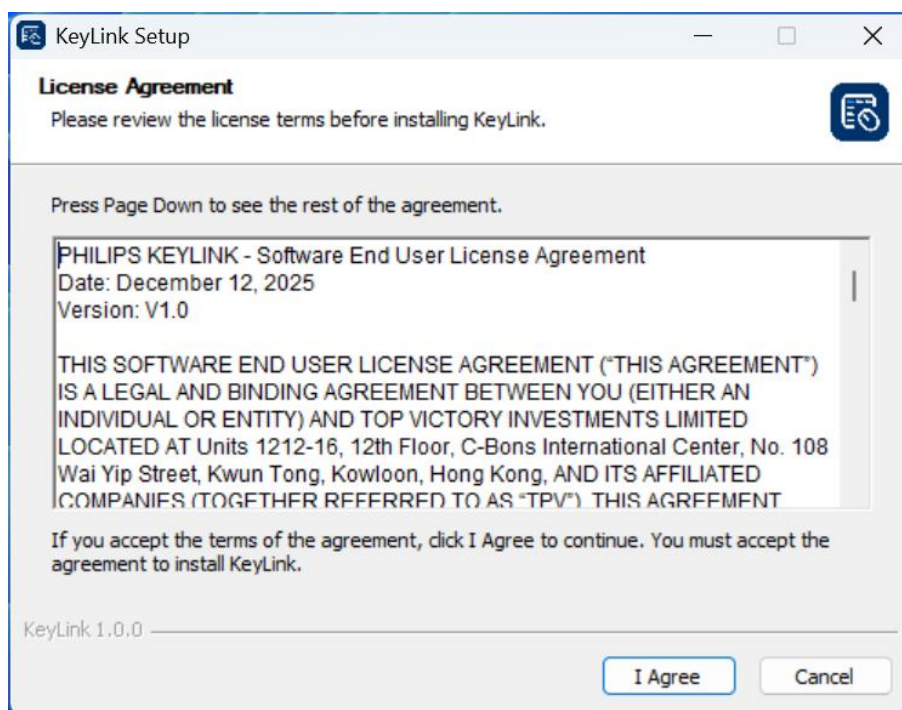 KeyLink Setup
License Agreement
Please review the license terms before installing KeyLink.
Press Page Down to see the rest of the agreement.
PHILIPS KEYLINK - Software End User License Agreement
Date: December 12, 2025
Version: V1.0
THIS SOFTWARE END USER LICENSE AGREEMENT (“THIS AGREEMENT”)
IS A LEGAL AND BINDING AGREEMENT BETWEEN YOU (EITHER AN
INDIVIDUAL OR ENTITY) AND TOP VICTORY INVESTMENTS LIMITED
LOCATED AT Units 1212-16, 12th Floor, C-Bons International Center, No. 108
Wai Yip Street, Kwun Tong, Kowloon, Hong Kong, AND ITS AFFILIATED
COMPANIES (TOGETHER REFERRED TO AS “TPV”). THIS AGREEMENT
If you accept the terms of the agreement, click I Agree to continue. You must accept the
agreement to install KeyLink.
KeyLink 1.0.0
I Agree
Cancel